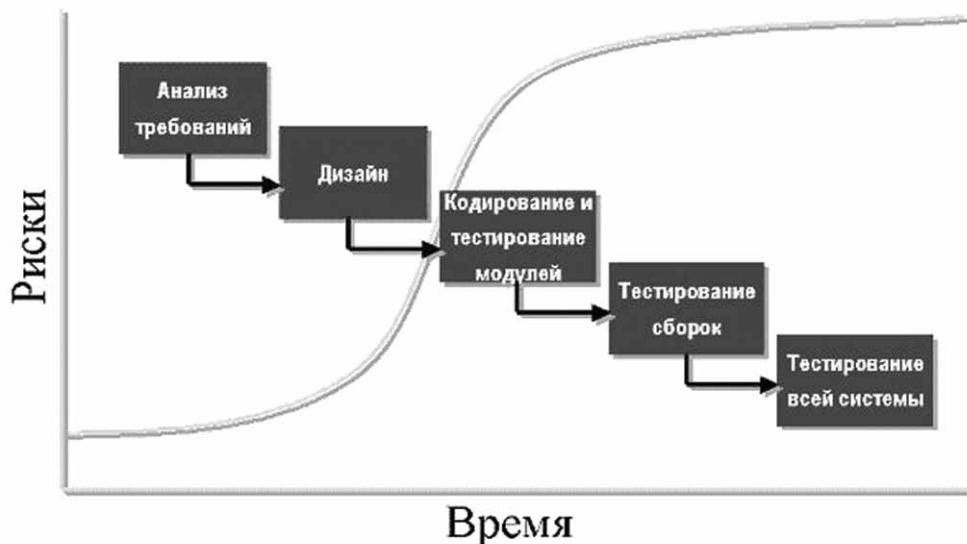 Анализ
требований
Дизайн
Кодирование и
тестирование
модулей
Тестирование
сборок
Тестирование
всей системы
Риски
Время